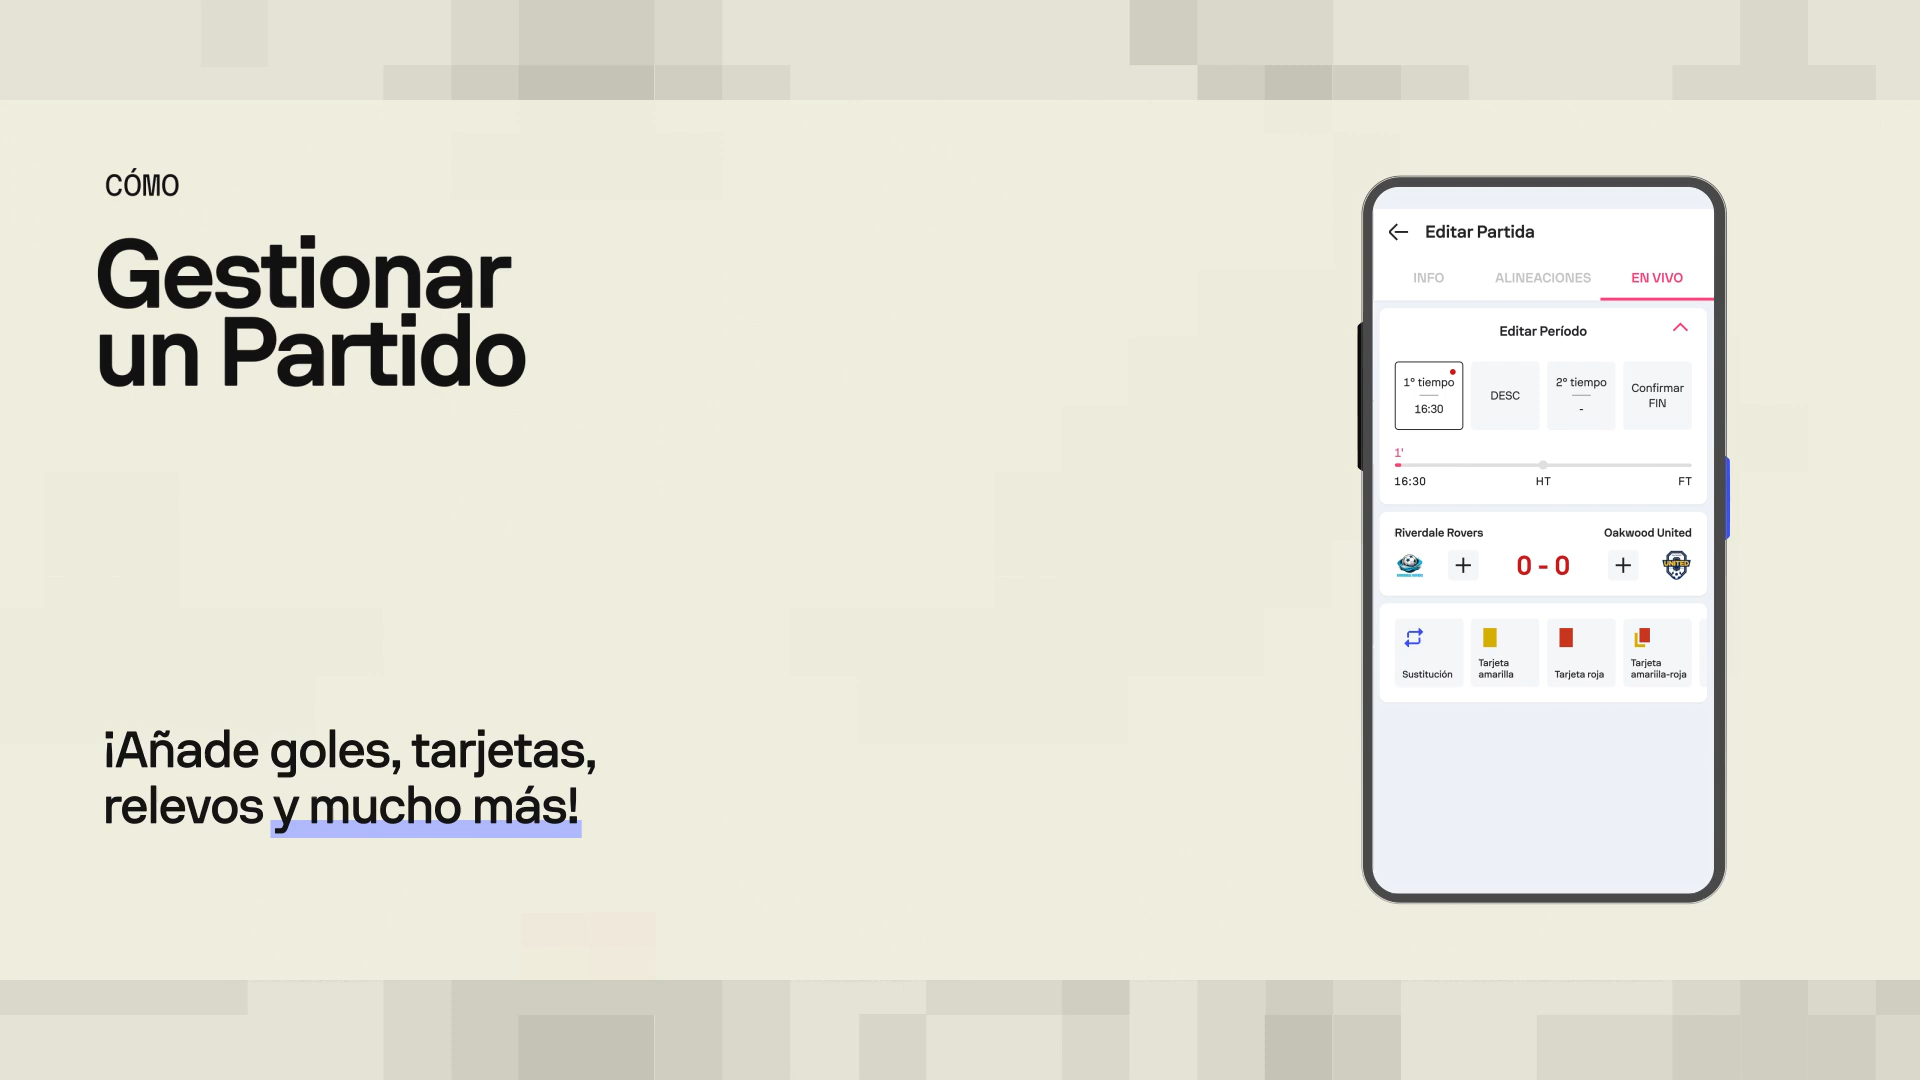 CÓMO
Gestionar
un Partido
¡Añade goles, tarjetas,
relevos y mucho más!
Editar Partida
INFO ALINEACIONES EN VIVO
Editar Período
1° tiempo
16:30
DESC
2° tiempo
-
Confirmar
FIN
1'
16:30 HT FT
Riverdale Rovers Oakwood United
+ 0 - 0 + UNITED
Sustitución
Tarjeta
amarilla
Tarjeta roja
Tarjeta
amariila-roja